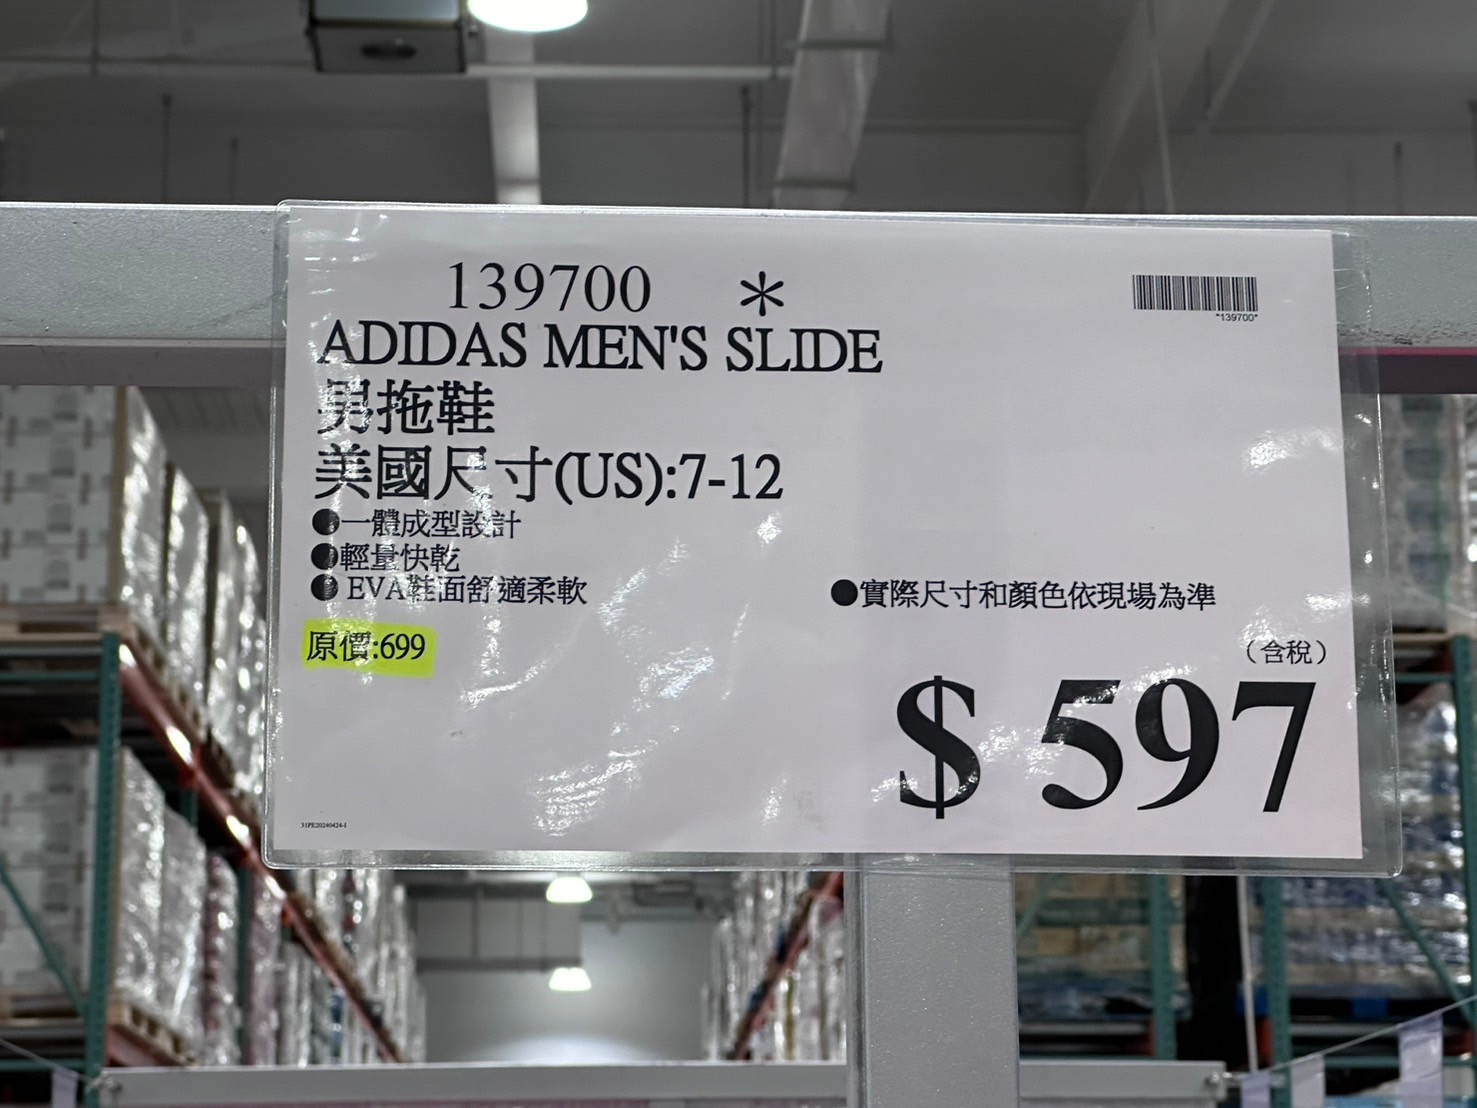 139700 *
"139700"
ADIDAS MEN'S SLIDE
男拖鞋
美國尺寸(US):7-12
●一體成型設計
●輕量快乾
● EVA鞋面舒適柔軟
●實際尺寸和顏色依現場為準
原價:699
（含稅）
$ 597
31PE20240424-1